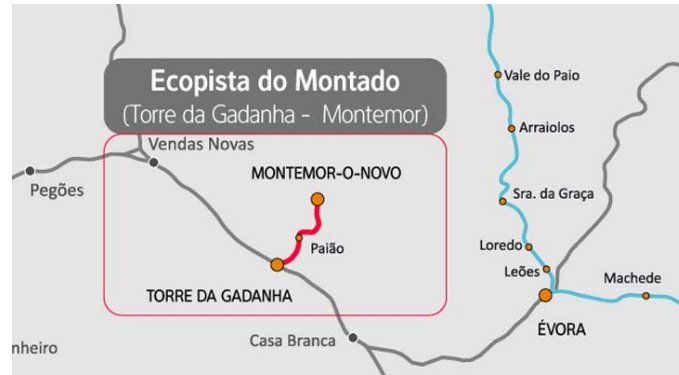 Ecopista do Montado
(Torre da Gadanha - Montemor)
Vale do Paio
Arraiolos
Vendas Novas
MONTEMOR-O-NOVO
Pegões
Sra. da Graça
Paião
Loredo
Leões
Machede
TORRE DA GADANHA
ÉVORA
Casa Branca
nheiro